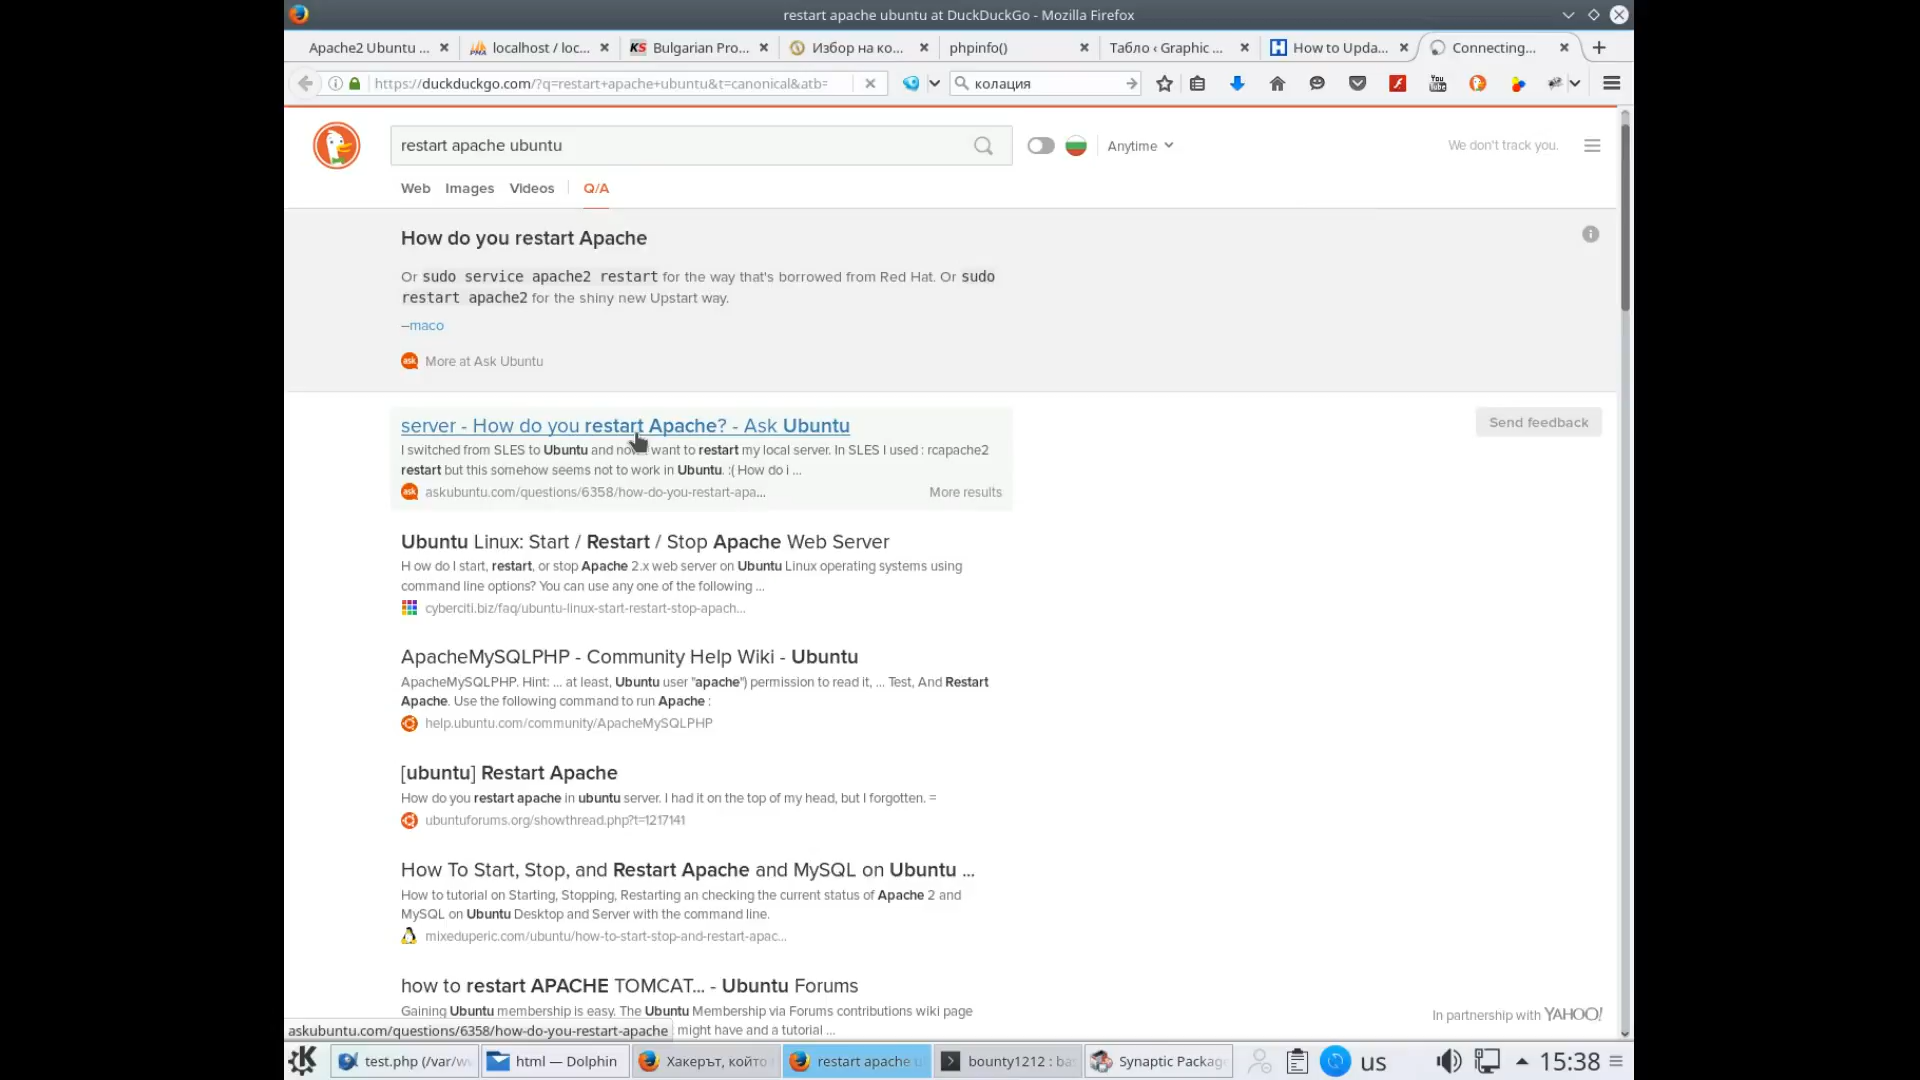 restart apache ubuntu at DuckDuckGo - Mozilla Firefox
Apache2 Ubuntu ...
localhost / loc...
Bulgarian Pro...
Избор на ко...
phpinfo()
Табло ‹ Graphic ...
How to Upda...
Connecting...
https://duckduckgo.com/?q=restart+apache+ubuntu&t=canonical&atb=
колация
restart apache ubuntu
Anytime
We don't track you.
Web Images Videos Q/A
How do you restart Apache
Or sudo service apache2 restart for the way that's borrowed from Red Hat. Or sudo
restart apache2 for the shiny new Upstart way.
–maco
More at Ask Ubuntu
server - How do you restart Apache? - Ask Ubuntu
Send feedback
I switched from SLES to Ubuntu and now want to restart my local server. In SLES I used : rcapache2
restart but this somehow seems not to work in Ubuntu. :( How do i ...
askubuntu.com/questions/6358/how-do-you-restart-apa...
More results
Ubuntu Linux: Start / Restart / Stop Apache Web Server
H ow do I start, restart, or stop Apache 2.x web server on Ubuntu Linux operating systems using
command line options? You can use any one of the following ...
cyberciti.biz/faq/ubuntu-linux-start-restart-stop-apach...
ApacheMySQLPHP - Community Help Wiki - Ubuntu
ApacheMySQLPHP. Hint: ... at least, Ubuntu user "apache") permission to read it, ... Test, And Restart
Apache. Use the following command to run Apache :
help.ubuntu.com/community/ApacheMySQLPHP
[ubuntu] Restart Apache
How do you restart apache in ubuntu server. I had it on the top of my head, but I forgotten. =
ubuntuforums.org/showthread.php?t=1217141
How To Start, Stop, and Restart Apache and MySQL on Ubuntu ...
How to tutorial on Starting, Stopping, Restarting an checking the current status of Apache 2 and
MySQL on Ubuntu Desktop and Server with the command line.
mixeduperic.com/ubuntu/how-to-start-stop-and-restart-apac...
how to restart APACHE TOMCAT... - Ubuntu Forums
Gaining Ubuntu membership is easy. The Ubuntu Membership via Forums contributions wiki page
might have and a tutorial ...
In partnership with YAHOO!
askubuntu.com/questions/6358/how-do-you-restart-apache
test.php (/var/w
html — Dolphin
Хакерът, който
restart apache u
bounty1212 : ba
Synaptic Packag
us
15:38